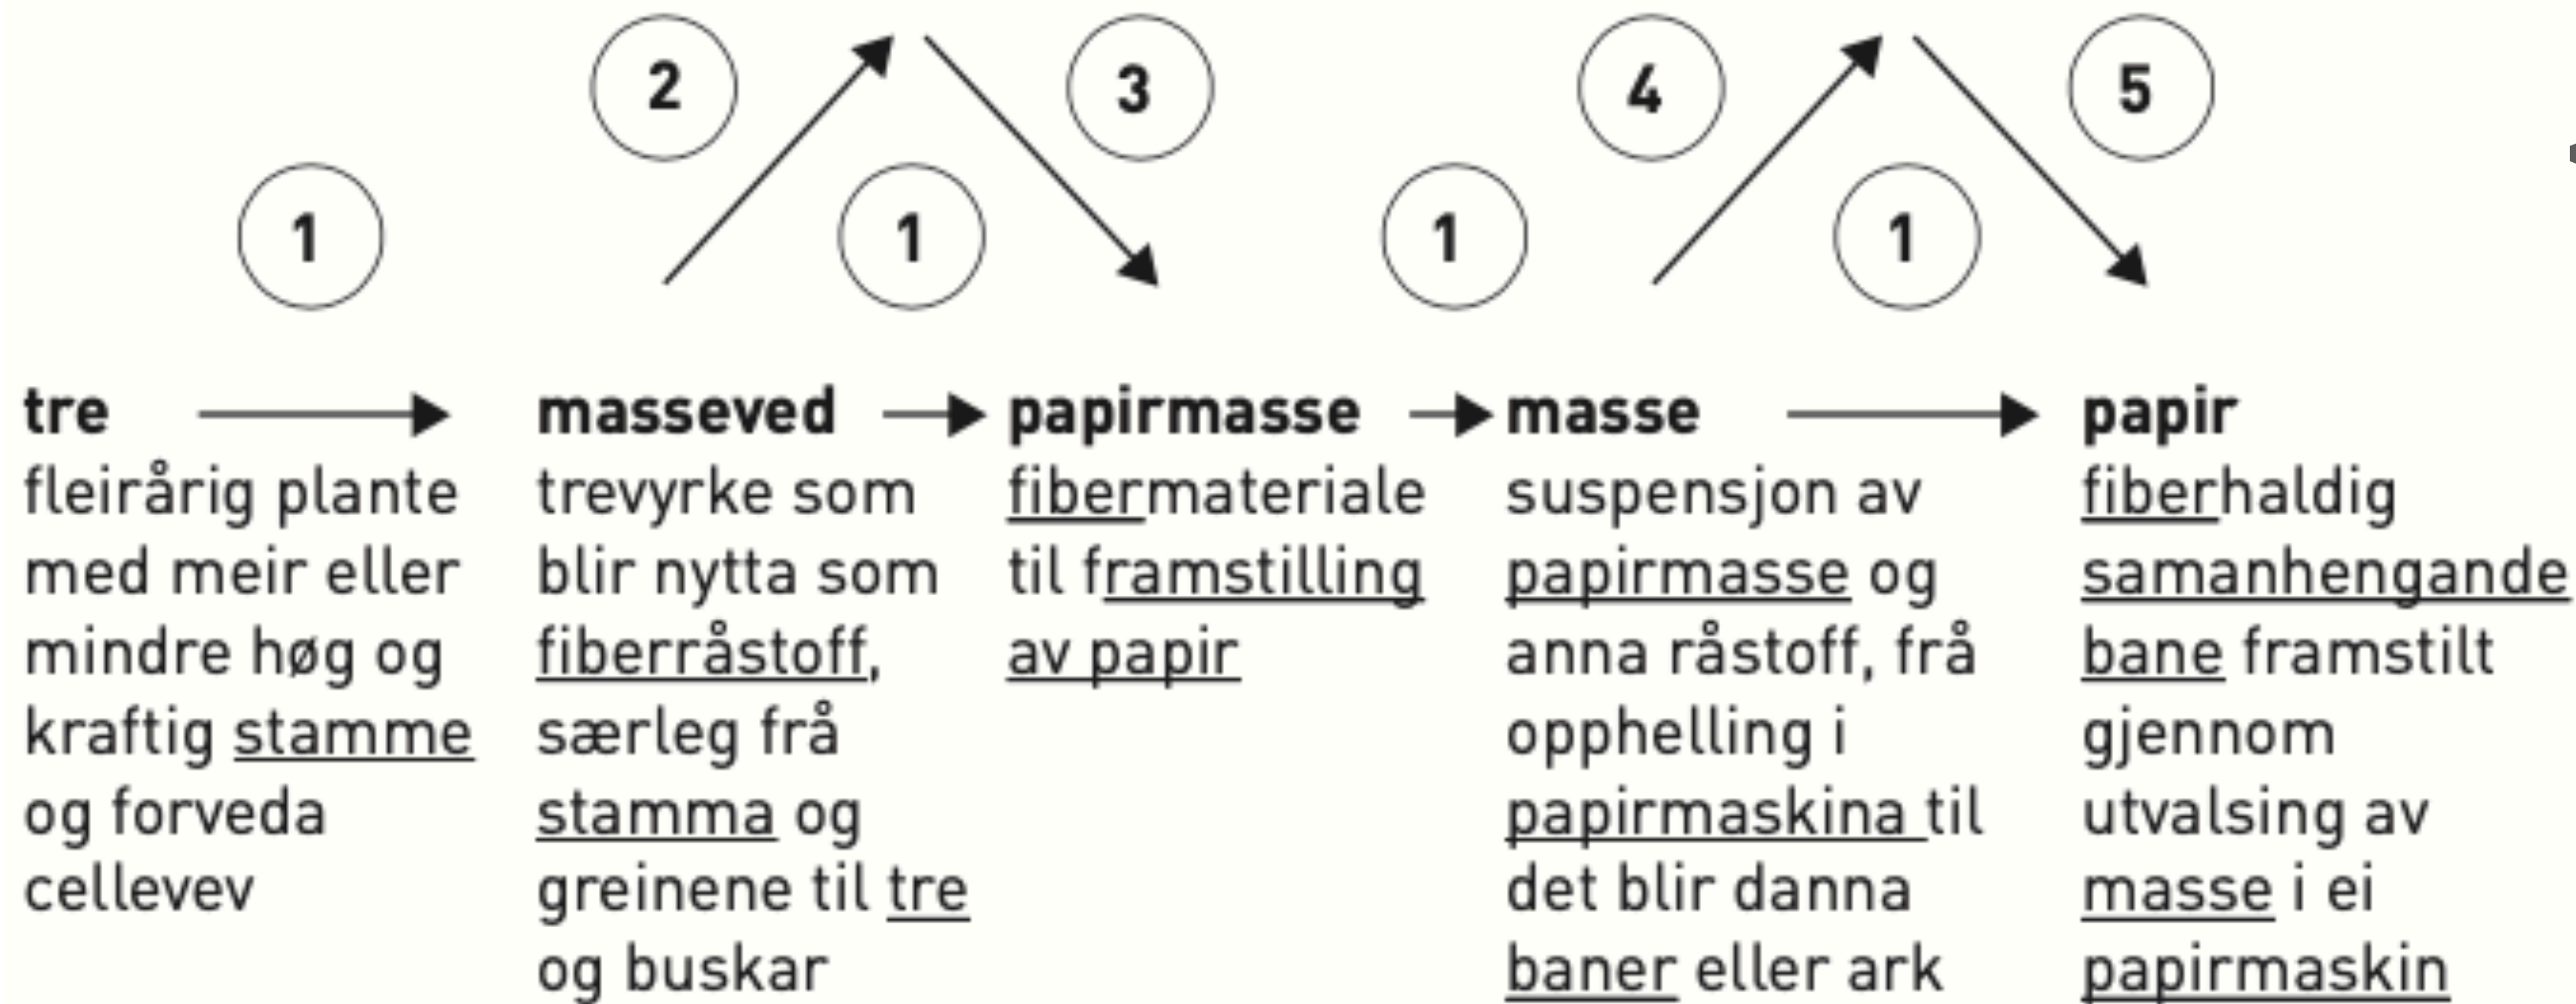 2 3 4 5
1 1 1 1
tre masseved papirmasse masse papir
fleirårig plante
med meir eller
mindre høg og
kraftig stamme
og forveda
cellevev
trevyrke som
blir nytta som
fiberråstoff,
særleg frå
stamma og
greinene til tre
og buskar
fibermateriale
til framstilling
av papir
suspensjon av
papirmasse og
anna råstoff, frå
opphelling i
papirmaskina til
det blir danna
baner eller ark
fiberhaldig
samanhengande
bane framstilt
gjennom
utvalsing av
masse i ei
papirmaskin